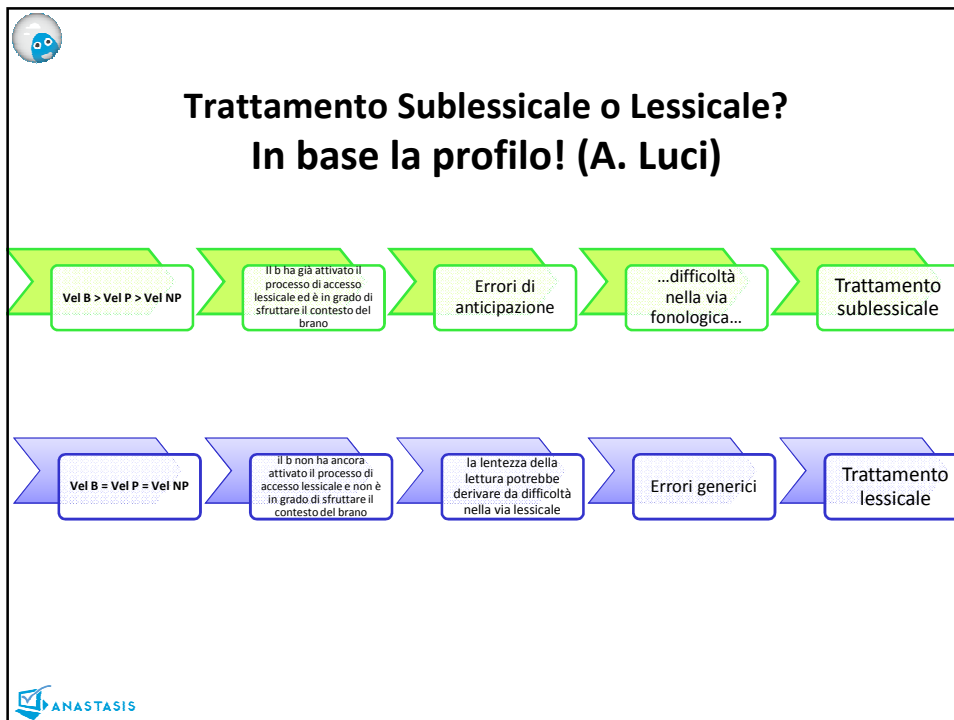 Trattamento Sublessicale o Lessicale?
In base la profilo! (A. Luci)
Vel B > Vel P > Vel NP
Il b ha già attivato il
processo di accesso
lessicale ed è in grado di
sfruttare il contesto del
brano
Errori di
anticipazione
...difficoltà
nella via
fonologica...
Trattamento
sublessicale
Vel B = Vel P = Vel NP
il b non ha ancora
attivato il processo di
accesso lessicale e non è
in grado di sfruttare il
contesto del brano
la lentezza della
lettura potrebbe
derivare da difficoltà
nella via lessicale
Errori generici
Trattamento
lessicale
ANASTASIS